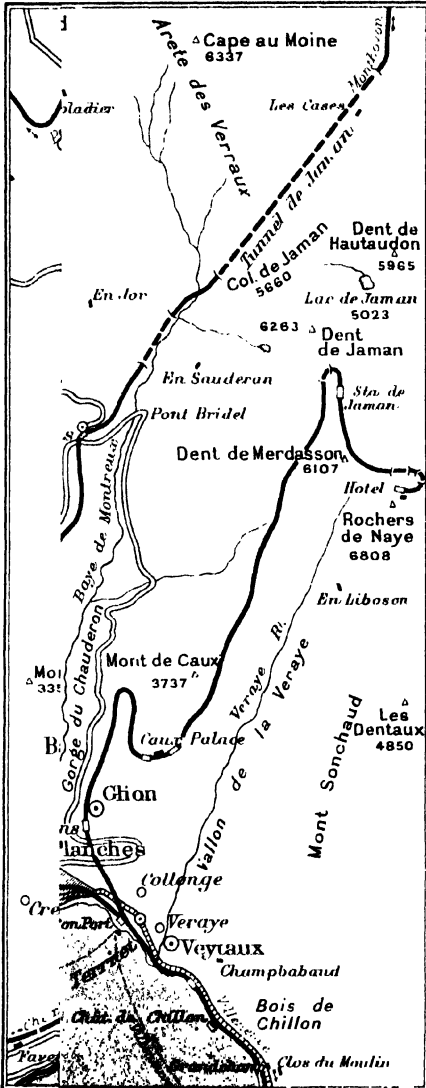 Cape au Moine
6337
Arete des Verraux
Les Cases
Montbovon
Tunnel de Jaman
Col. de Jaman
5660
Dent de
Hautaudon
5965
Lac de Jaman
5023
6263
Dent
de Jaman
En Jor
En Sauderan
Pont Bridel
Sta. de
Jaman
Dent de Merdasson
6107
Hotel
Rochers
de Naye
6808
Baye de Montreux
En Liboson
Gorge du Chauderon
Mont de Caux
3737
Veraye R.
Vallon de la Veraye
Mont Sonchaud
Les
Dentaux
4850
Caux Palace
Glion
lanches
Collonge
Veraye
Veytaux
Territet
Champbabaud
Bois de
Chillon
Chât. de Chillon
Grandchamp
Clos du Moulin